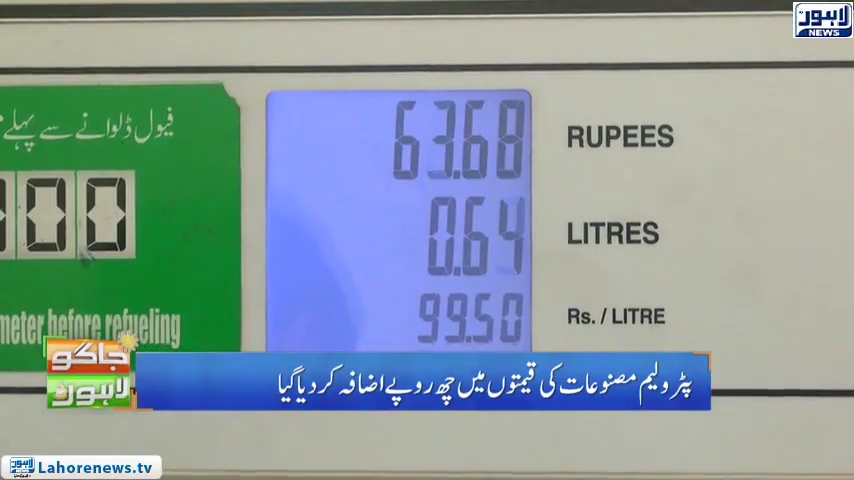 لاہور
NEWS
فیول ڈلوانے سے پہلے
63.68 RUPEES
00
0.64 LITRES
99.50 Rs. / LITRE
meter before refueling
جاگو
لاہور
پٹرولیم مصنوعات کی قیمتوں میں چھ روپے اضافہ کر دیا گیا
Lahorenews.tv